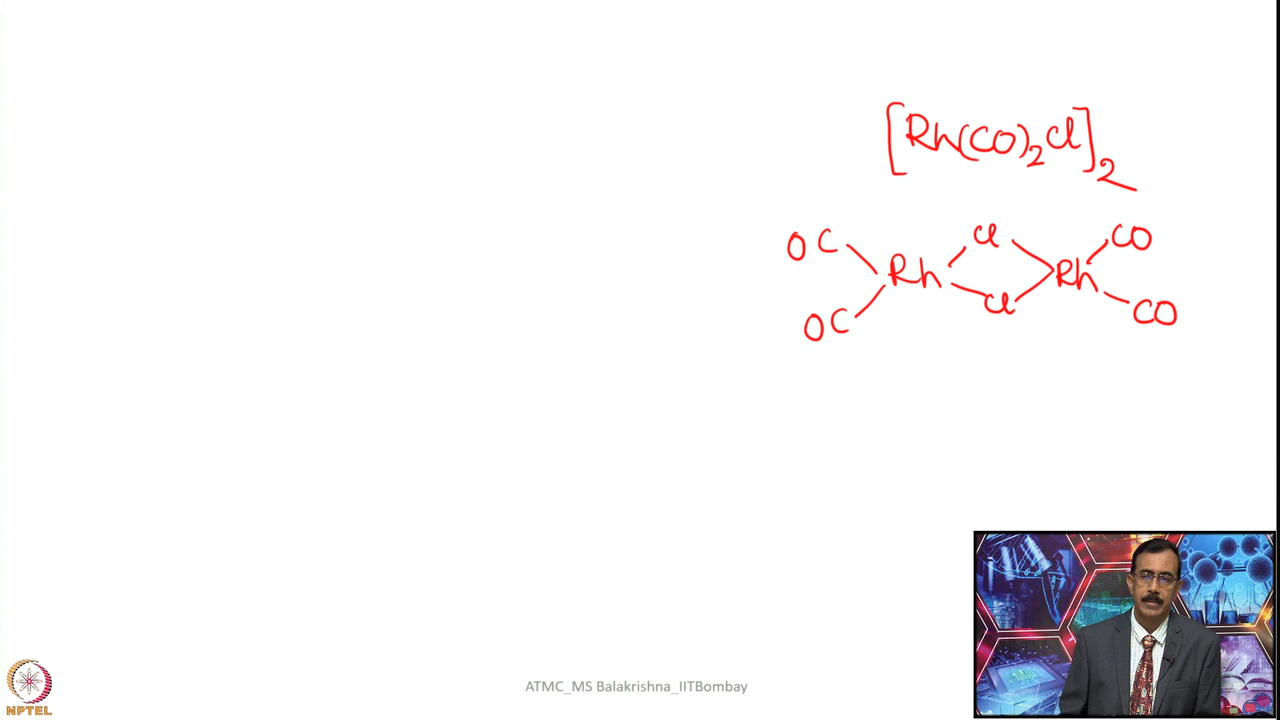 [Rh(CO)₂Cl]₂
OC Cl CO
Rh Rh
OC Cl CO
NPTEL
ATMC_MS Balakrishna_IITBombay